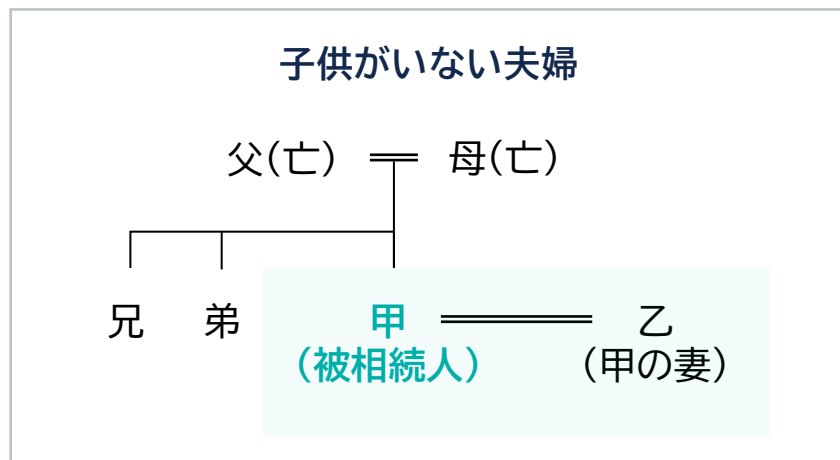 子供がいない夫婦
父(亡) 母(亡)
兄 弟 甲 乙
(被相続人) (甲の妻)